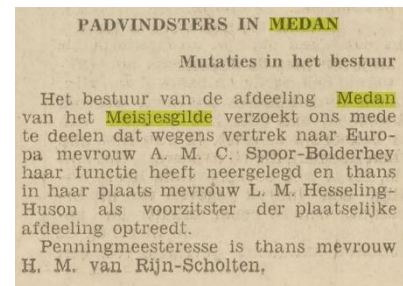 PADVINDSTERS IN MEDAN
Mutaties in het bestuur
Het bestuur van de afdeeling Medan
van het Meisjesgilde verzoekt ons mede
te deelen dat wegens vertrek naar Euro-
pa mevrouw A. M. C. Spoor-Bolderhey
haar functie heeft neergelegd en thans
in haar plaats mevrouw L. M. Hesseling-
Huson als voorzitster der plaatselijke
afdeeling optreedt.
Penningmeesteresse is thans mevrouw
H. M. van Rijn-Scholten.